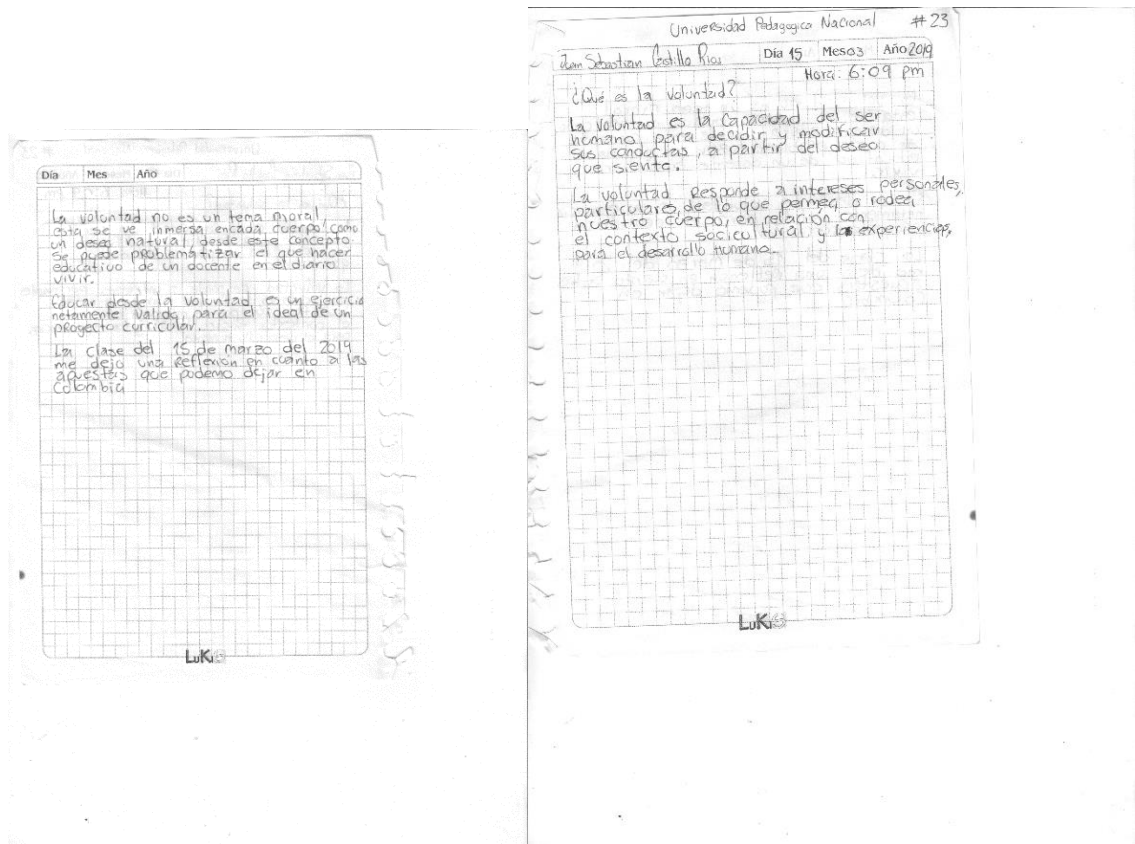 Día Mes Año
La voluntad no es un tema moral,
esta se ve inmersa encada cuerpo como
un deseo natural, desde este concepto
se puede problematizar el que hacer
educativo de un docente en el diario
vivir.
Educar desde la voluntad, es un ejercicio
netamente valido, para el ideal de un
proyecto curricular.
La clase del 15 de marzo del 2019
me dejo una reflexion en cuanto a las
apuestas que podemo dejar en
Colombia
LuKi
Universidad Pedagogica Nacional #23
Juan Sebastian Castillo Rios Día 15 Mes 03 Año 2019
Hora: 6:09 pm
¿Qué es la voluntad?
La voluntad es la capacidad del ser
humano, para decidir y modificar
sus conductas, a partir del deseo
que siente.
La voluntad responde a intereses personales,
particulares, de lo que permea o rodea
nuestro cuerpo, en relación con
el contexto socicultural y las experiencias,
para el desarrollo humano.
LuKi